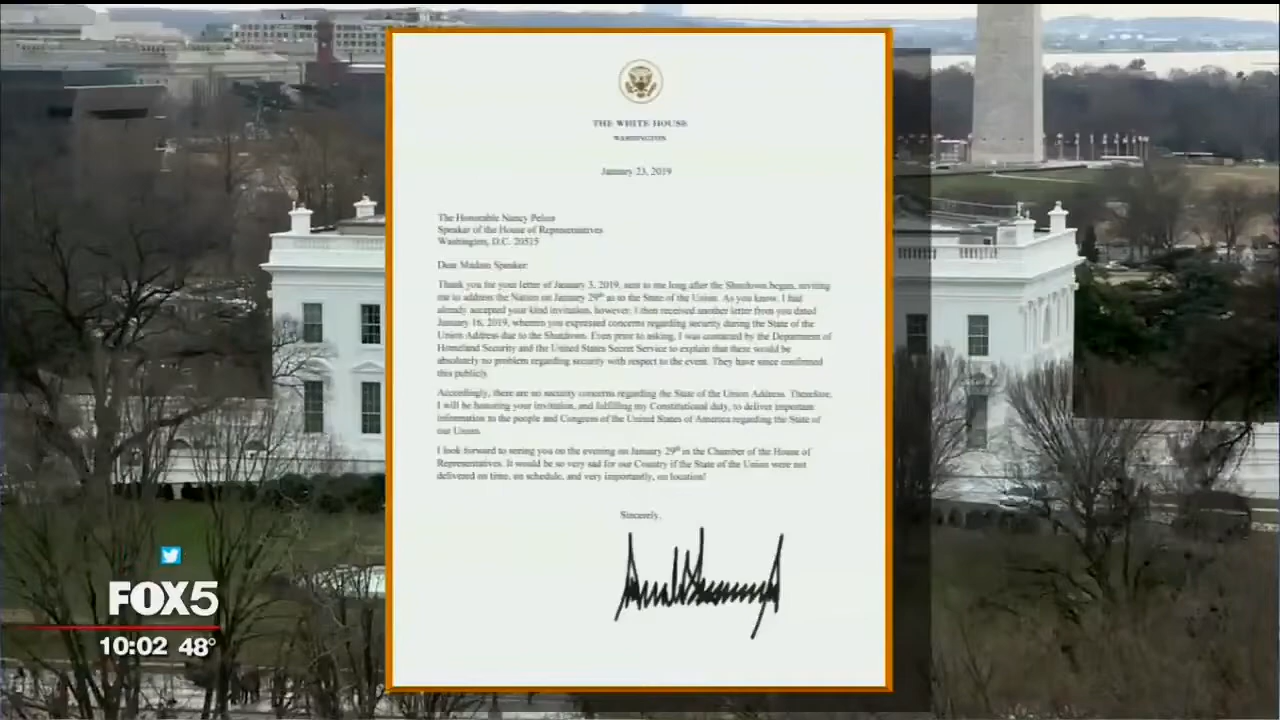 THE WHITE HOUSE
WASHINGTON
January 23, 2019
The Honorable Nancy Pelosi
Speaker of the House of Representatives
Washington, D.C. 20515
Dear Madam Speaker:
Thank you for your letter of January 3, 2019, sent to me long after the Shutdown began, inviting
me to address the Nation on January 29th as to the State of the Union. As you know, I had
already accepted your kind invitation, however, I then received another letter from you dated
January 16, 2019, wherein you expressed concerns regarding security during the State of the
Union Address due to the Shutdown. Even prior to asking, I was contacted by the Department of
Homeland Security and the United States Secret Service to explain that there would be
absolutely no problem regarding security with respect to the event. They have since confirmed
this publicly.
Accordingly, there are no security concerns regarding the State of the Union Address. Therefore,
I will be honoring your invitation, and fulfilling my Constitutional duty, to deliver important
information to the people and Congress of the United States of America regarding the State of
our Union.
I look forward to seeing you on the evening on January 29th in the Chamber of the House of
Representatives. It would be so very sad for our Country if the State of the Union were not
delivered on time, on schedule, and very importantly, on location!
Sincerely,
FOX5
10:02 48°